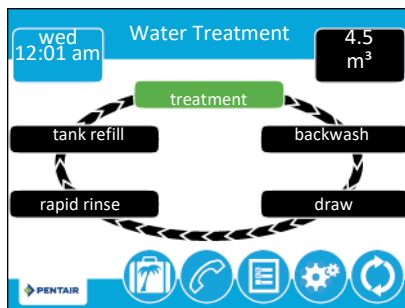 wed
12:01 am
Water Treatment
4.5
m³
treatment
tank refill
backwash
rapid rinse
draw
PENTAIR